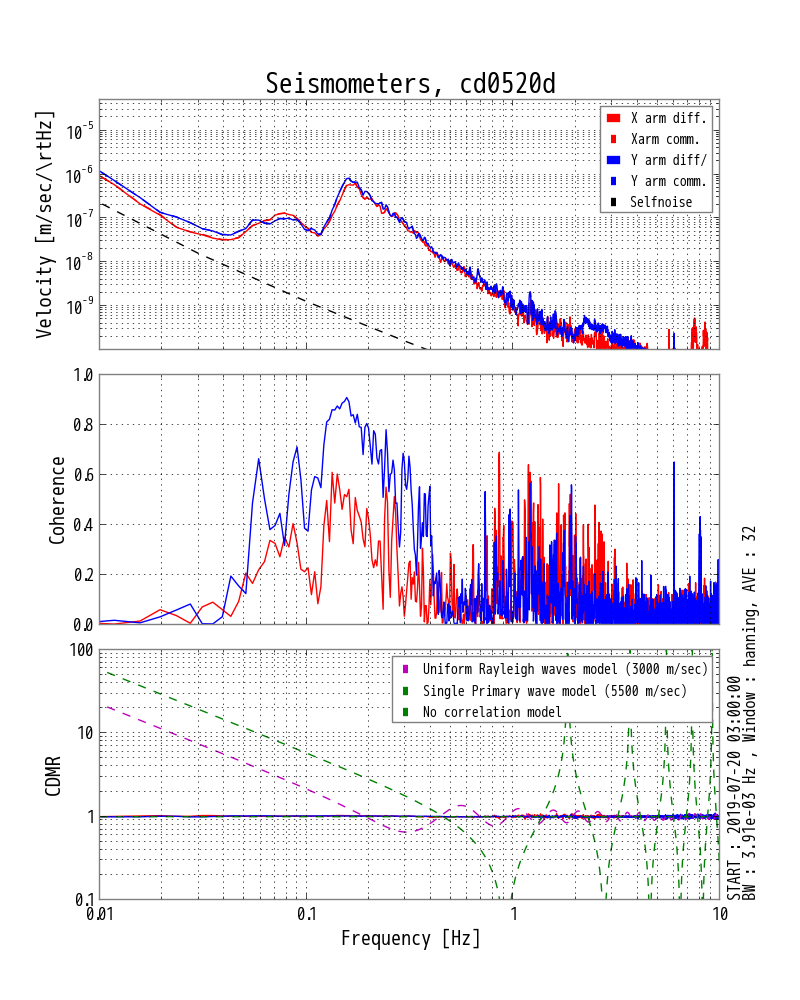 Seismometers, cd0520d
Velocity [m/sec/\rtHz]
10^-5
10^-6
10^-7
10^-8
10^-9
X arm diff.
Xarm comm.
Y arm diff/
Y arm comm.
Selfnoise
Coherence
1.0
0.8
0.6
0.4
0.2
0.0
CDMR
100
10
1
0.1
Uniform Rayleigh waves model (3000 m/sec)
Single Primary wave model (5500 m/sec)
No correlation model
0.01
0.1
1
10
Frequency [Hz]
START : 2019-07-20 03:00:00
BW : 3.91e-03 Hz , Window : hanning, AVE : 32